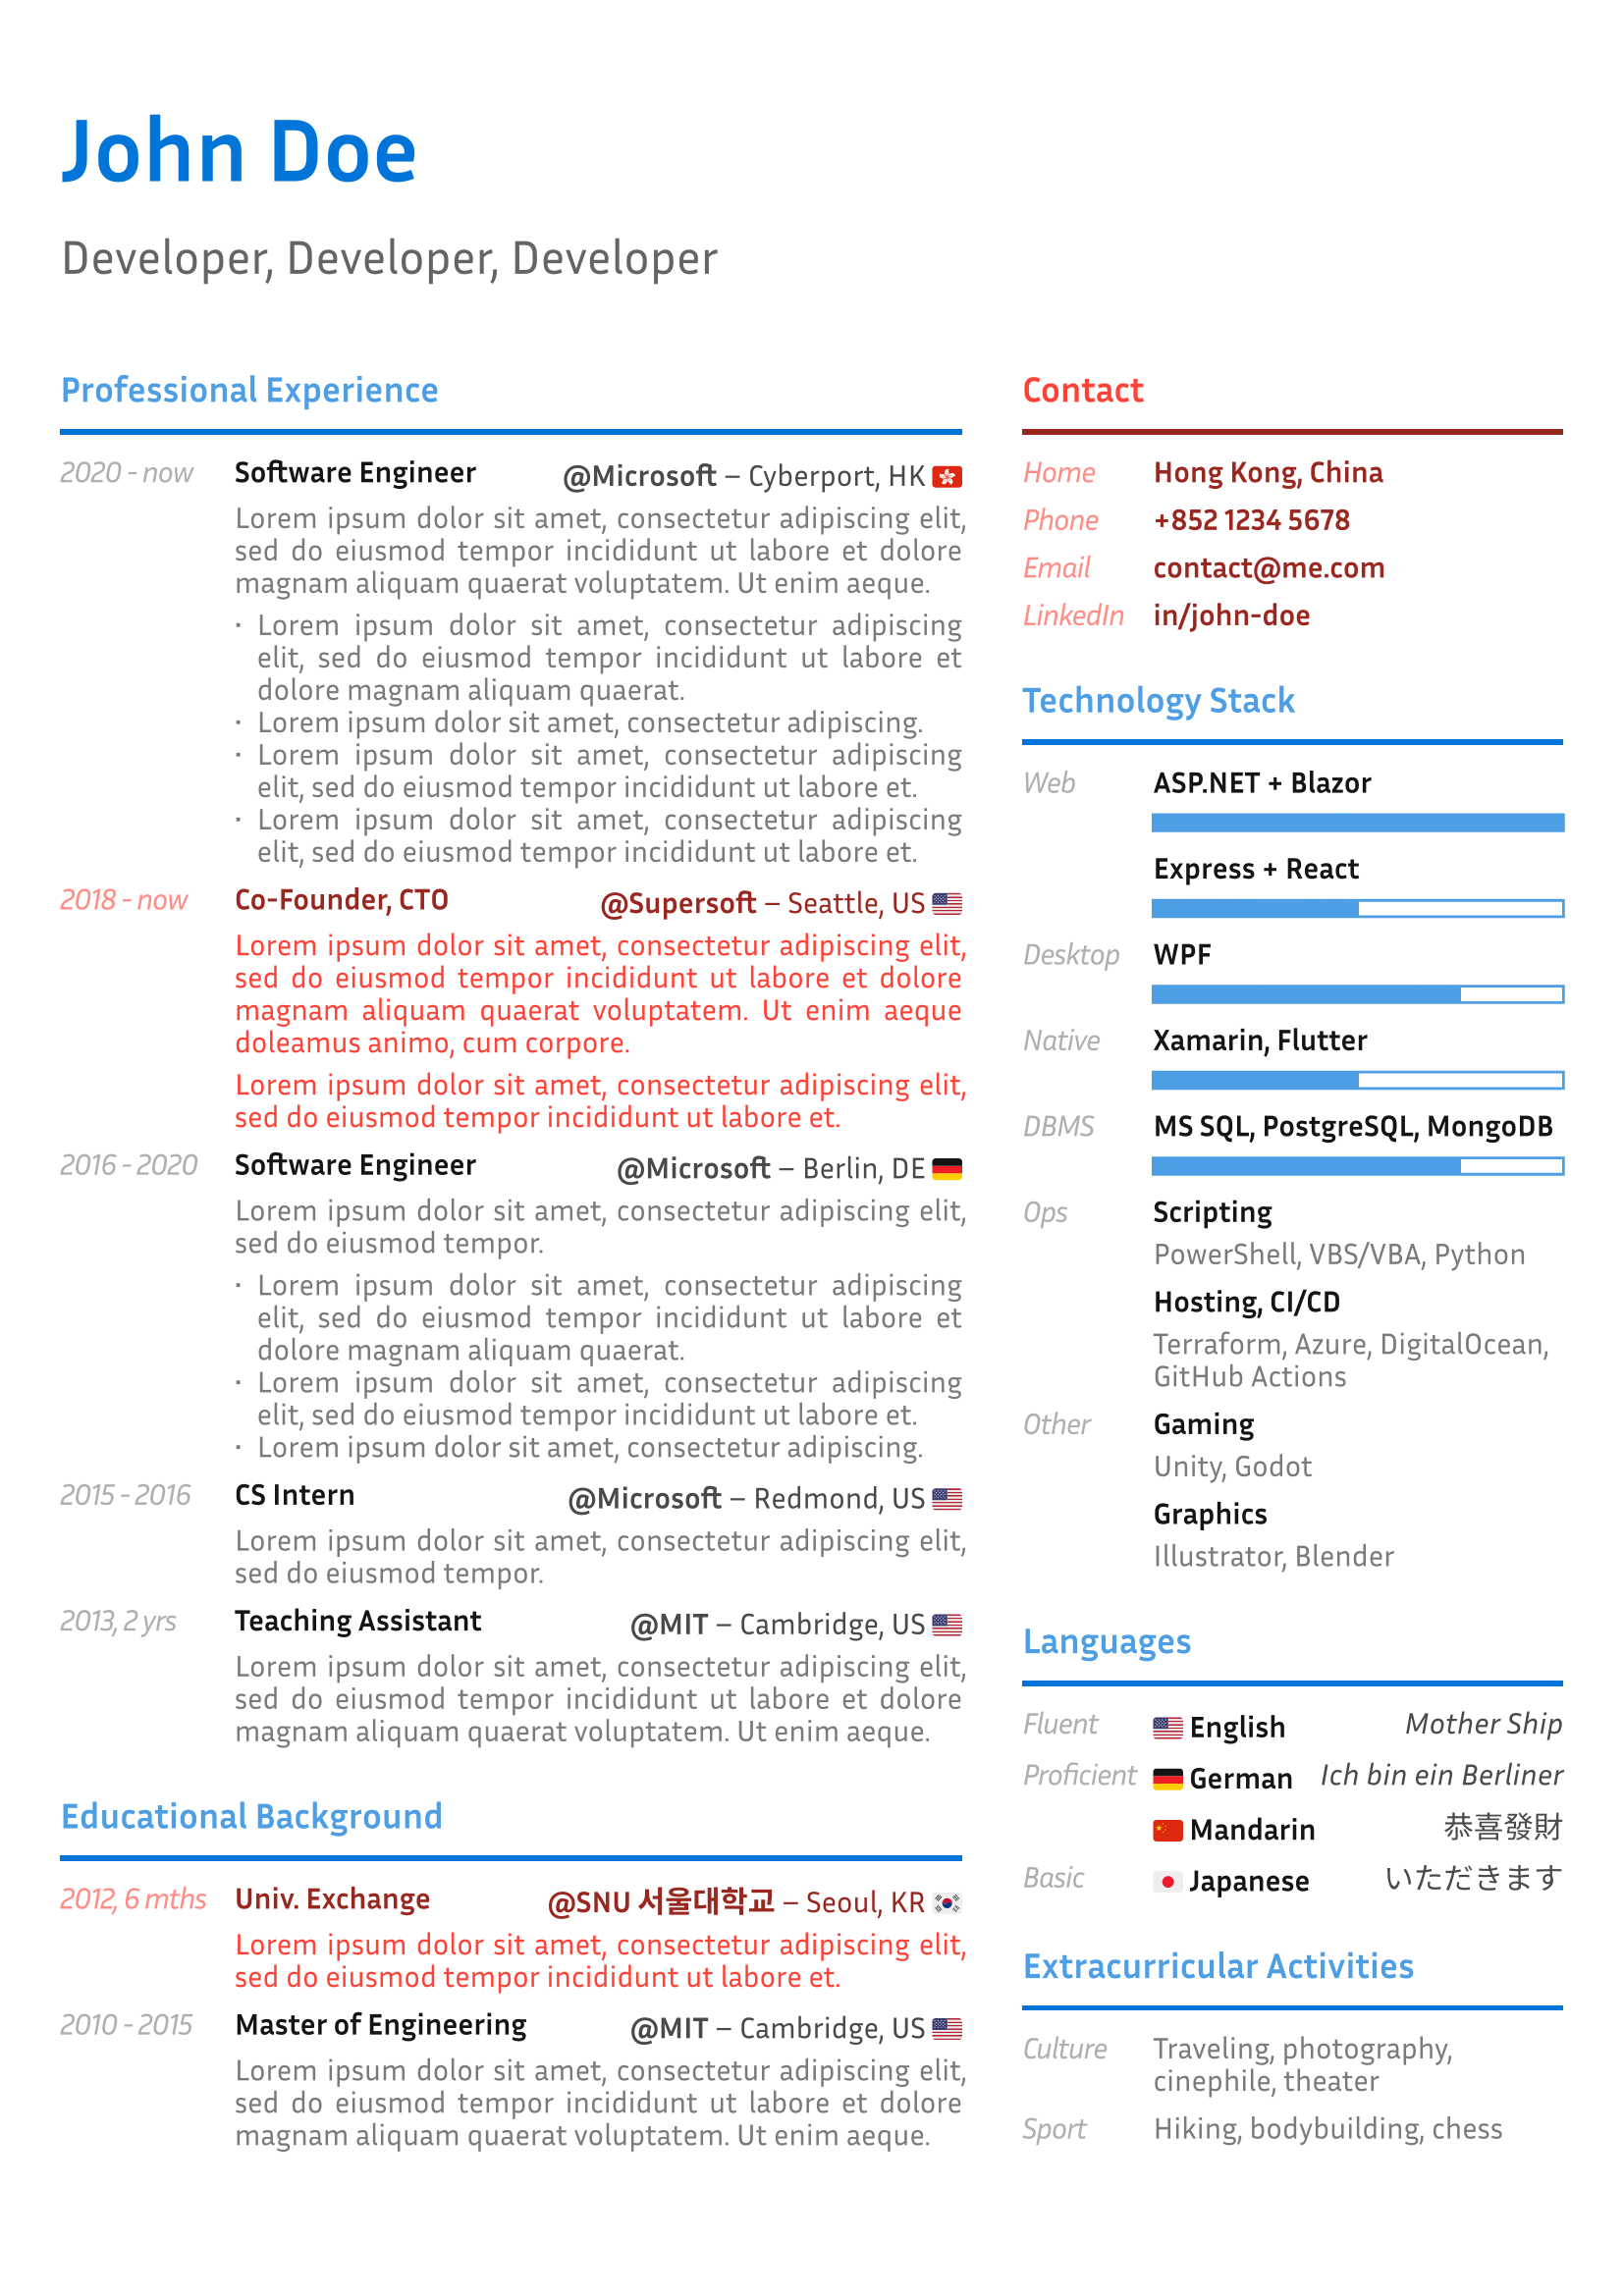 John Doe
Developer, Developer, Developer
Professional Experience
2020 - now Software Engineer @Microsoft – Cyberport, HK
Lorem ipsum dolor sit amet, consectetur adipiscing elit,
sed do eiusmod tempor incididunt ut labore et dolore
magnam aliquam quaerat voluptatem. Ut enim aeque.
· Lorem ipsum dolor sit amet, consectetur adipiscing
elit, sed do eiusmod tempor incididunt ut labore et
dolore magnam aliquam quaerat.
· Lorem ipsum dolor sit amet, consectetur adipiscing.
· Lorem ipsum dolor sit amet, consectetur adipiscing
elit, sed do eiusmod tempor incididunt ut labore et.
· Lorem ipsum dolor sit amet, consectetur adipiscing
elit, sed do eiusmod tempor incididunt ut labore et.
2018 - now Co-Founder, CTO @Supersoft – Seattle, US
Lorem ipsum dolor sit amet, consectetur adipiscing elit,
sed do eiusmod tempor incididunt ut labore et dolore
magnam aliquam quaerat voluptatem. Ut enim aeque
doleamus animo, cum corpore.
Lorem ipsum dolor sit amet, consectetur adipiscing elit,
sed do eiusmod tempor incididunt ut labore et.
2016 - 2020 Software Engineer @Microsoft – Berlin, DE
Lorem ipsum dolor sit amet, consectetur adipiscing elit,
sed do eiusmod tempor.
· Lorem ipsum dolor sit amet, consectetur adipiscing
elit, sed do eiusmod tempor incididunt ut labore et
dolore magnam aliquam quaerat.
· Lorem ipsum dolor sit amet, consectetur adipiscing
elit, sed do eiusmod tempor incididunt ut labore et.
· Lorem ipsum dolor sit amet, consectetur adipiscing.
2015 - 2016 CS Intern @Microsoft – Redmond, US
Lorem ipsum dolor sit amet, consectetur adipiscing elit,
sed do eiusmod tempor.
2013, 2 yrs Teaching Assistant @MIT – Cambridge, US
Lorem ipsum dolor sit amet, consectetur adipiscing elit,
sed do eiusmod tempor incididunt ut labore et dolore
magnam aliquam quaerat voluptatem. Ut enim aeque.
Educational Background
2012, 6 mths Univ. Exchange @SNU 서울대학교 – Seoul, KR
Lorem ipsum dolor sit amet, consectetur adipiscing elit,
sed do eiusmod tempor incididunt ut labore et.
2010 - 2015 Master of Engineering @MIT – Cambridge, US
Lorem ipsum dolor sit amet, consectetur adipiscing elit,
sed do eiusmod tempor incididunt ut labore et dolore
magnam aliquam quaerat voluptatem. Ut enim aeque.
Contact
Home Hong Kong, China
Phone +852 1234 5678
Email contact@me.com
LinkedIn in/john-doe
Technology Stack
Web ASP.NET + Blazor
Express + React
Desktop WPF
Native Xamarin, Flutter
DBMS MS SQL, PostgreSQL, MongoDB
Ops Scripting
PowerShell, VBS/VBA, Python
Hosting, CI/CD
Terraform, Azure, DigitalOcean,
GitHub Actions
Other Gaming
Unity, Godot
Graphics
Illustrator, Blender
Languages
Fluent English Mother Ship
Proficient German Ich bin ein Berliner
Mandarin 恭喜發財
Basic Japanese いただきます
Extracurricular Activities
Culture Traveling, photography,
cinephile, theater
Sport Hiking, bodybuilding, chess